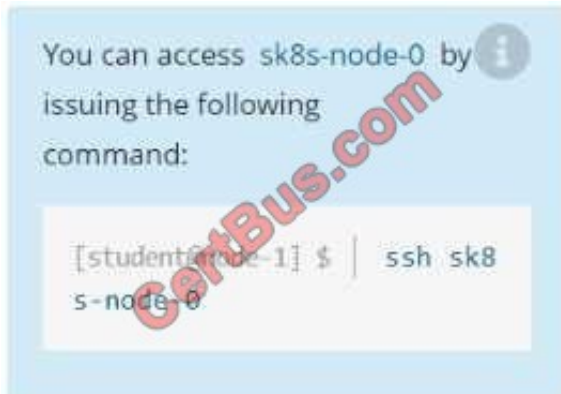 You can access sk8s-node-0 by i
issuing the following
command:
[student@node-1] $ | ssh sk8
s-node-0
CertBus.com